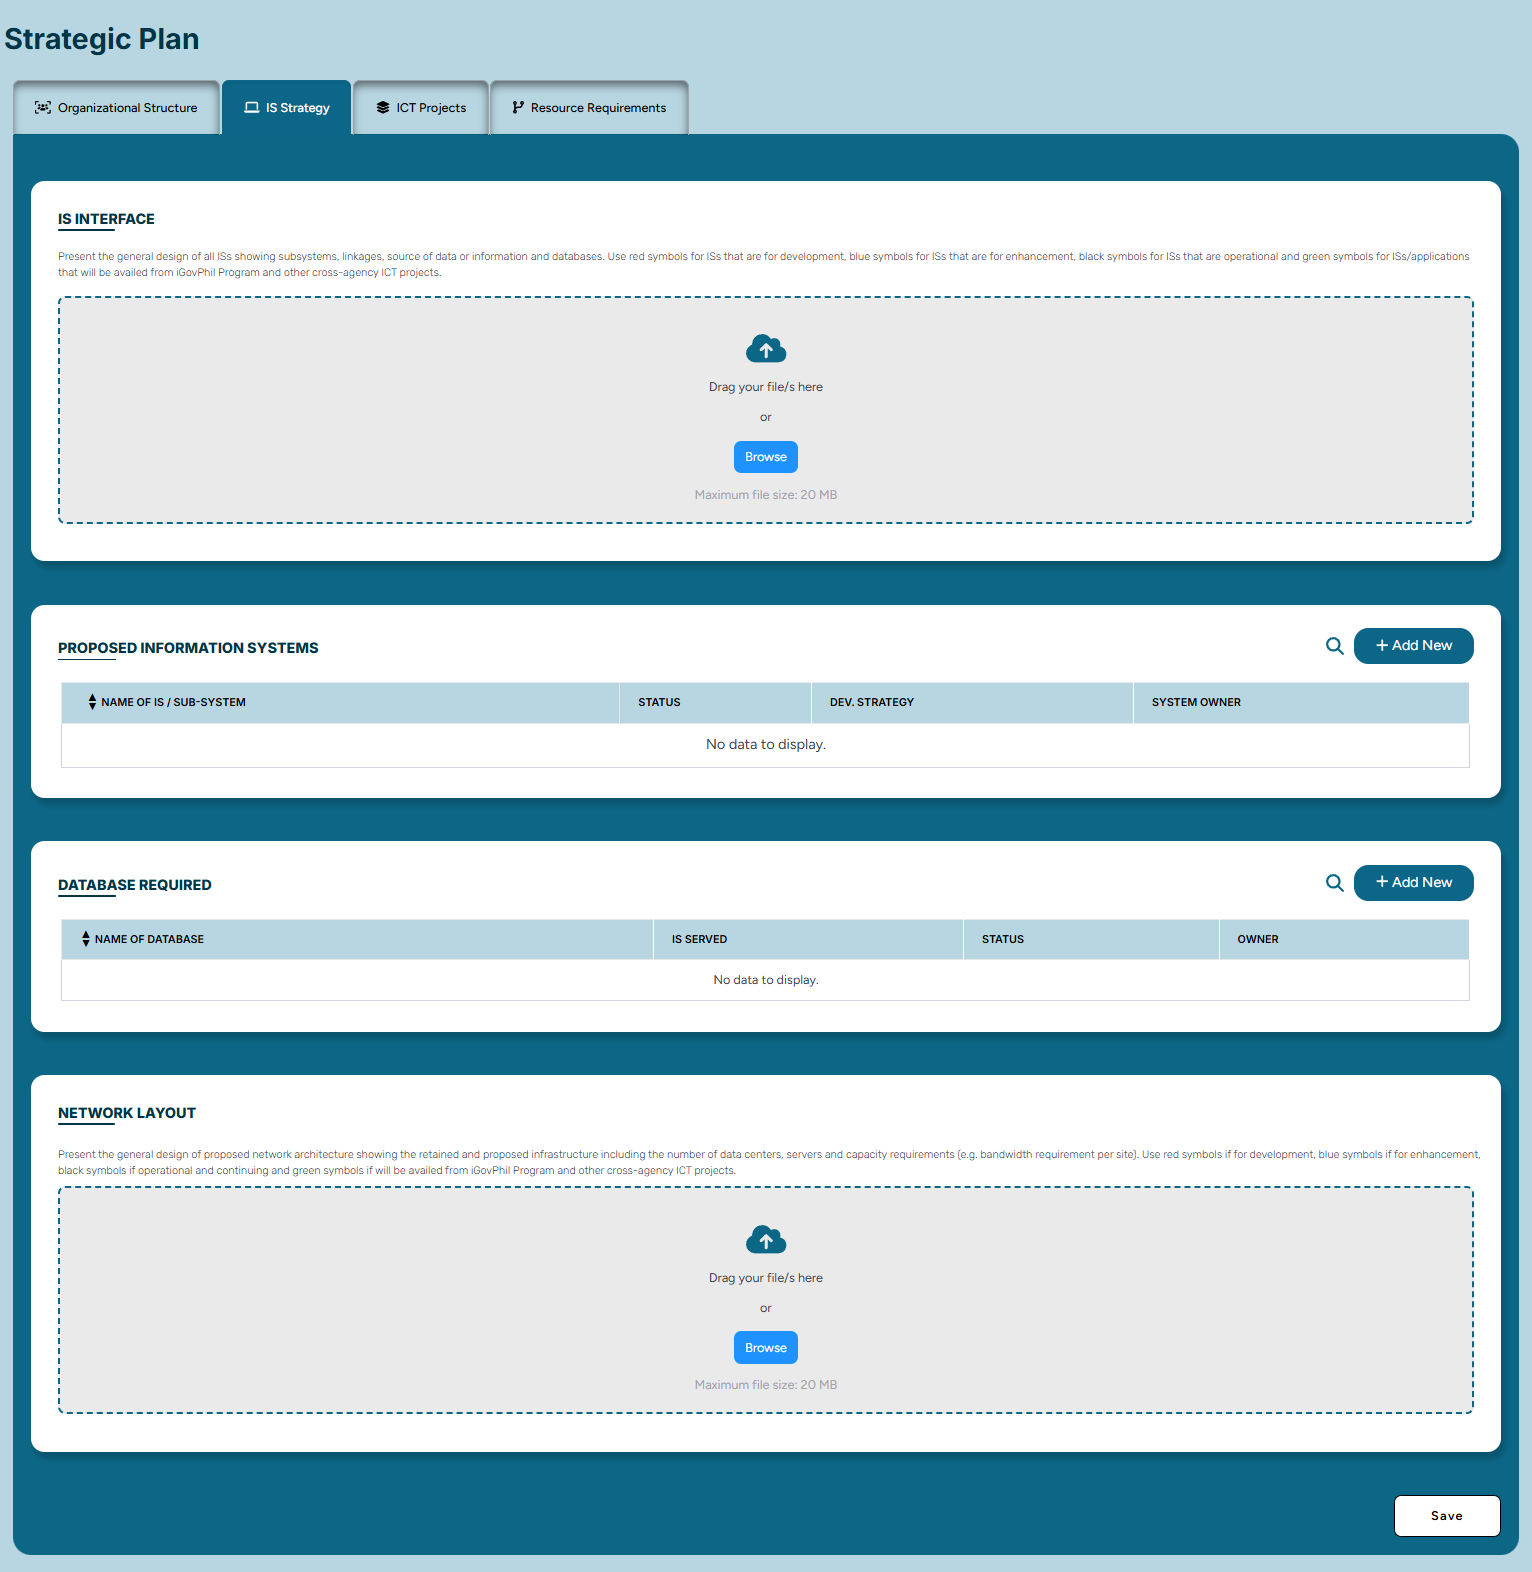 Strategic Plan
Organizational Structure
IS Strategy
ICT Projects
Resource Requirements
IS INTERFACE
Present the general design of all ISs showing subsystems, linkages, source of data or information and databases. Use red symbols for ISs that are for development, blue symbols for ISs that are for enhancement, black symbols for ISs that are operational and green symbols for ISs/applications
that will be availed from iGovPhil Program and other cross-agency ICT projects.
Drag your file/s here
or
Browse
Maximum file size: 20 MB
PROPOSED INFORMATION SYSTEMS
+ Add New
NAME OF IS / SUB-SYSTEM
STATUS
DEV. STRATEGY
SYSTEM OWNER
No data to display.
DATABASE REQUIRED
+ Add New
NAME OF DATABASE
IS SERVED
STATUS
OWNER
No data to display.
NETWORK LAYOUT
Present the general design of proposed network architecture showing the retained and proposed infrastructure including the number of data centers, servers and capacity requirements (e.g. bandwidth requirement per site). Use red symbols if for development, blue symbols if for enhancement,
black symbols if operational and continuing and green symbols if will be availed from iGovPhil Program and other cross-agency ICT projects.
Drag your file/s here
or
Browse
Maximum file size: 20 MB
Save